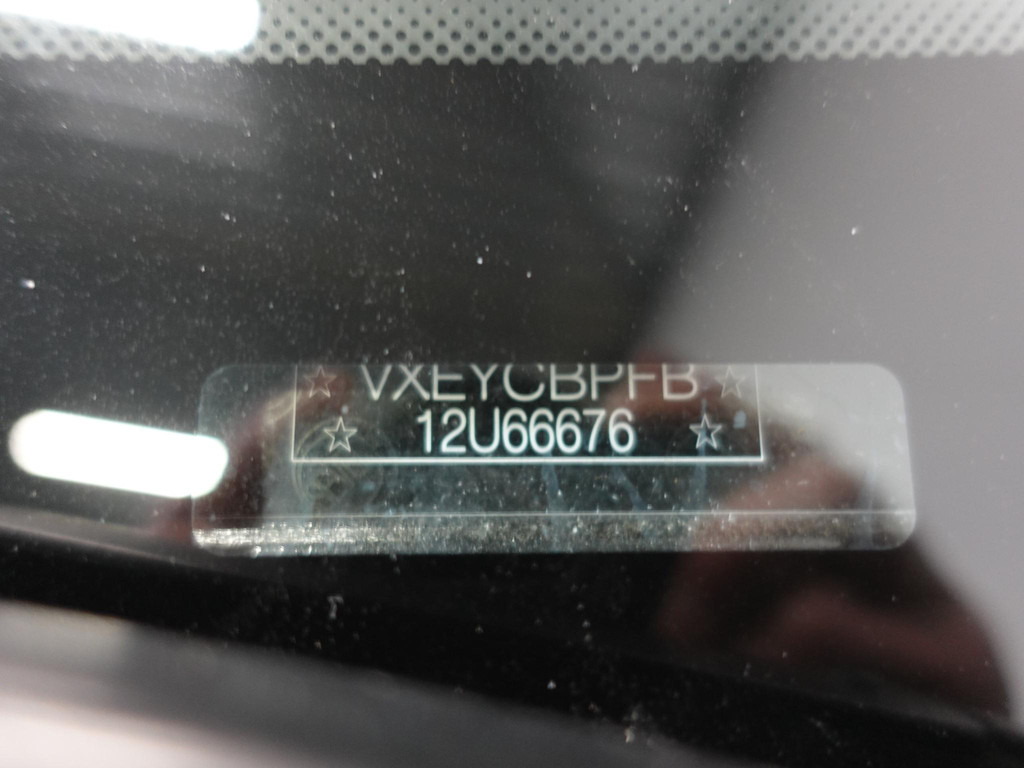 ☆ VXEYCBPFB ☆
☆ 12U66676 ☆